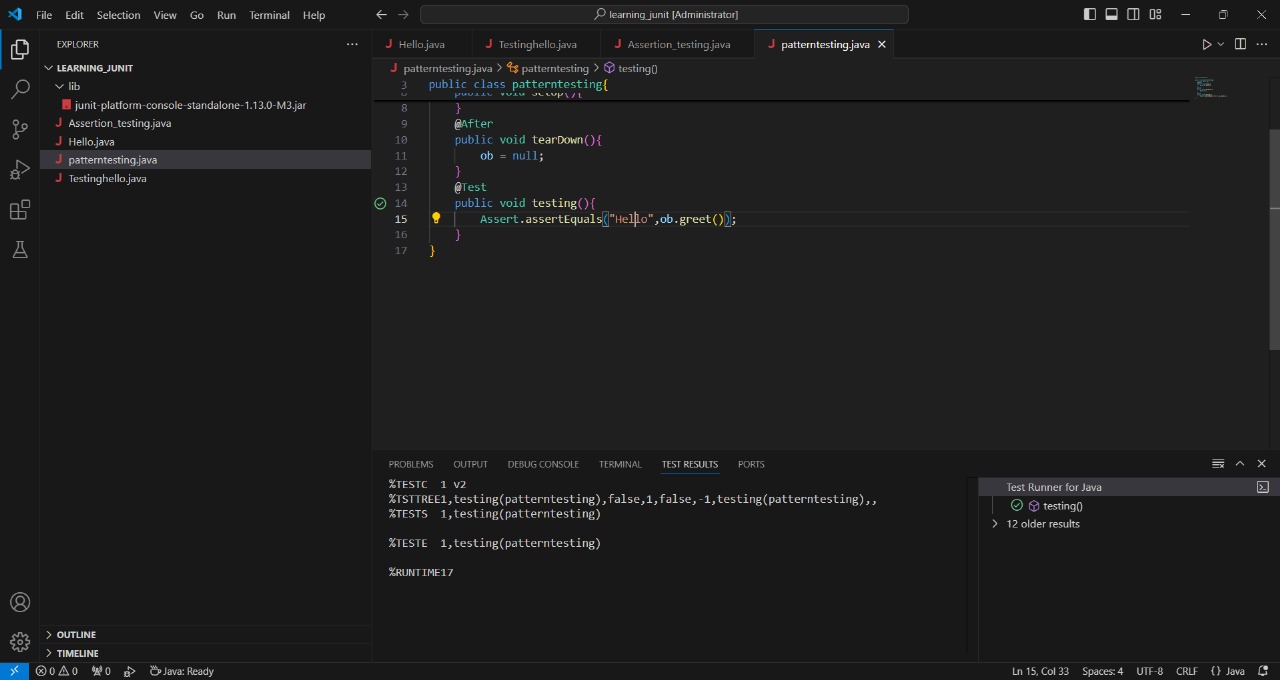 File Edit Selection View Go Run Terminal Help
learning_junit [Administrator]
EXPLORER
LEARNING_JUNIT
lib
junit-platform-console-standalone-1.13.0-M3.jar
Assertion_testing.java
Hello.java
patterntesting.java
Testinghello.java
OUTLINE
TIMELINE
Hello.java Testinghello.java Assertion_testing.java patterntesting.java
patterntesting.java > patterntesting > testing()
3 public class patterntesting{
public void setup(){
8 }
9 @After
10 public void tearDown(){
11 ob = null;
12 }
13 @Test
14 public void testing(){
15 Assert.assertEquals("Hello",ob.greet());
16 }
17 }
PROBLEMS OUTPUT DEBUG CONSOLE TERMINAL TEST RESULTS PORTS
%TESTC  1 v2
%TSTTREE1,testing(patterntesting),false,1,false,-1,testing(patterntesting),,
%TESTS  1,testing(patterntesting)
%TESTE  1,testing(patterntesting)
%RUNTIME17
Test Runner for Java
testing()
12 older results
0 0 0 Java: Ready Ln 15, Col 33 Spaces: 4 UTF-8 CRLF {} Java